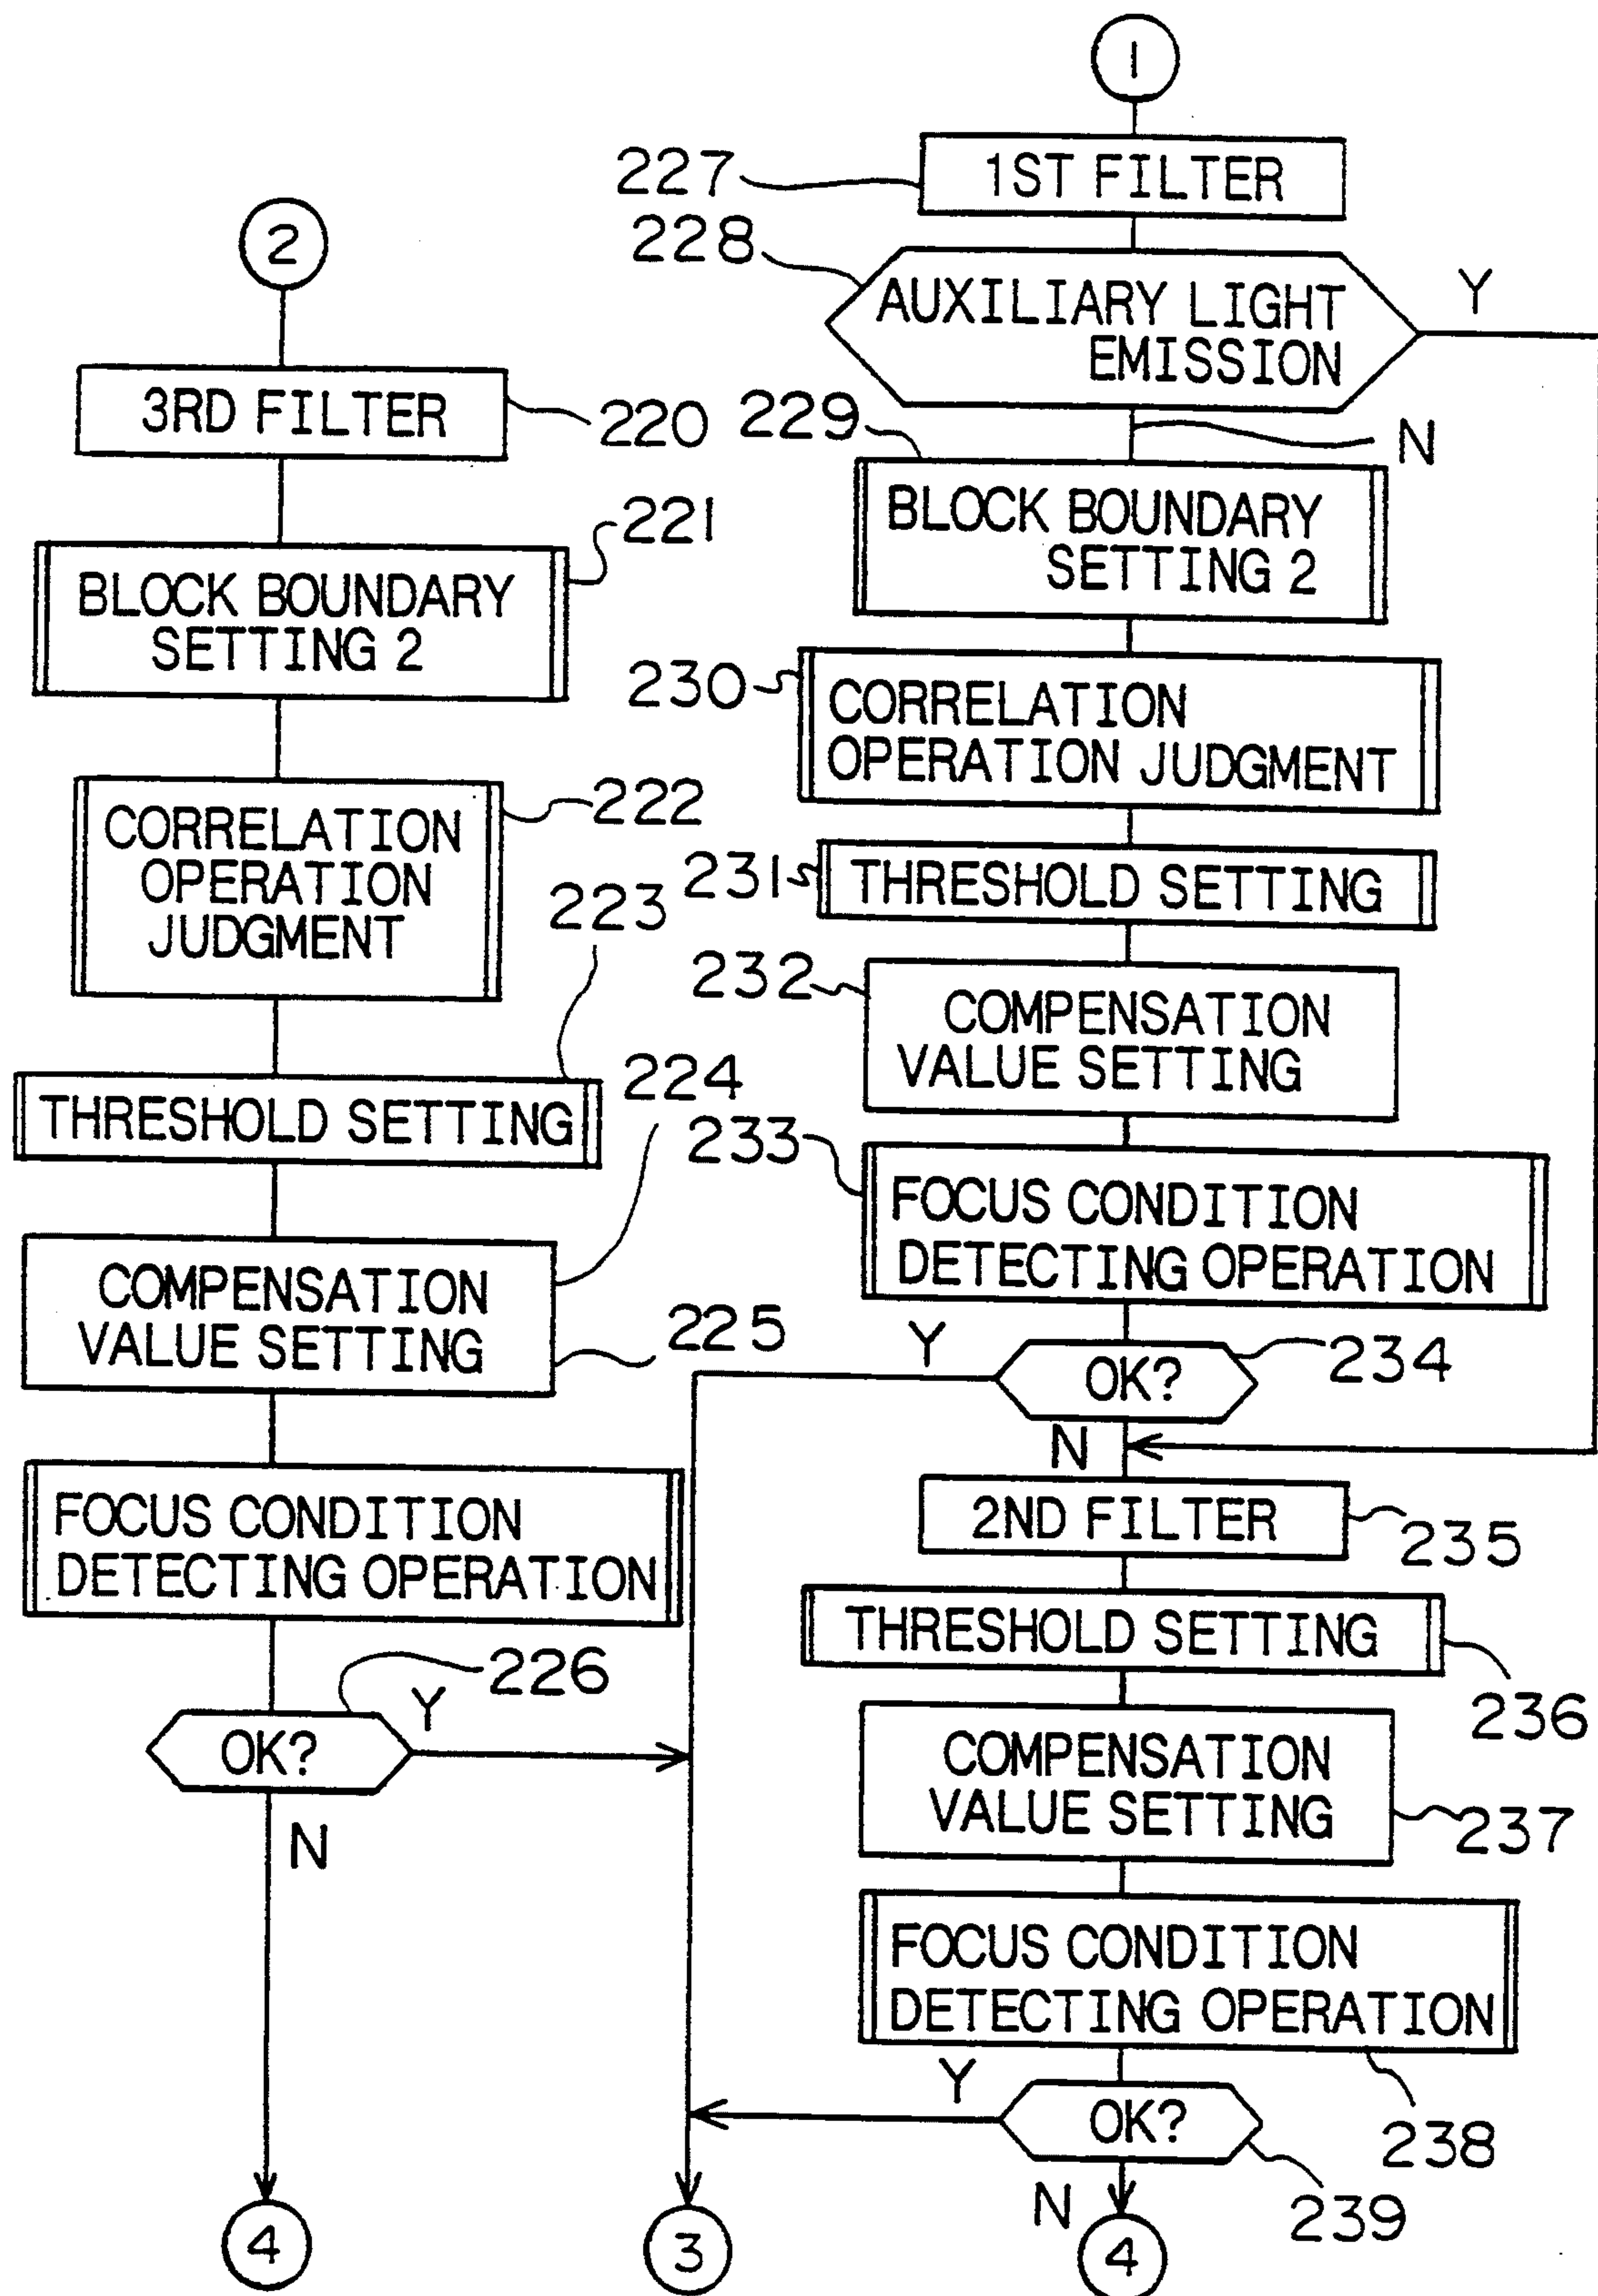 2
3RD FILTER
220
BLOCK BOUNDARY
SETTING 2
221
CORRELATION
OPERATION
JUDGMENT
222
223
THRESHOLD SETTING
224
COMPENSATION
VALUE SETTING
225
FOCUS CONDITION
DETECTING OPERATION
226
OK?
Y
N
4
3
1
227
1ST FILTER
228
AUXILIARY LIGHT
EMISSION
Y
N
229
BLOCK BOUNDARY
SETTING 2
230
CORRELATION
OPERATION JUDGMENT
231
THRESHOLD SETTING
232
COMPENSATION
VALUE SETTING
233
FOCUS CONDITION
DETECTING OPERATION
Y
OK?
234
N
2ND FILTER
235
THRESHOLD SETTING
236
COMPENSATION
VALUE SETTING
237
FOCUS CONDITION
DETECTING OPERATION
238
Y
OK?
239
N
4